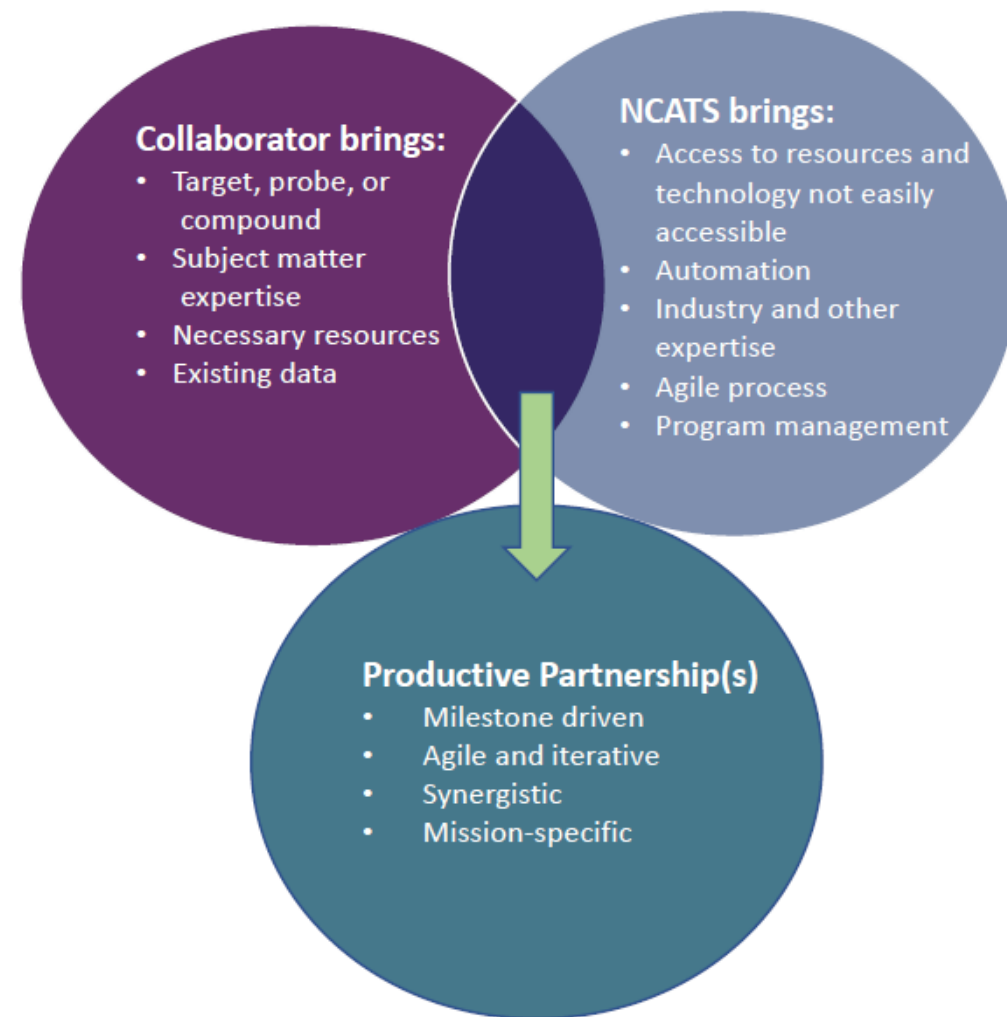 Collaborator brings:
• Target, probe, or
compound
• Subject matter
expertise
• Necessary resources
• Existing data
NCATS brings:
• Access to resources and
technology not easily
accessible
• Automation
• Industry and other
expertise
• Agile process
• Program management
Productive Partnership(s)
• Milestone driven
• Agile and iterative
• Synergistic
• Mission-specific